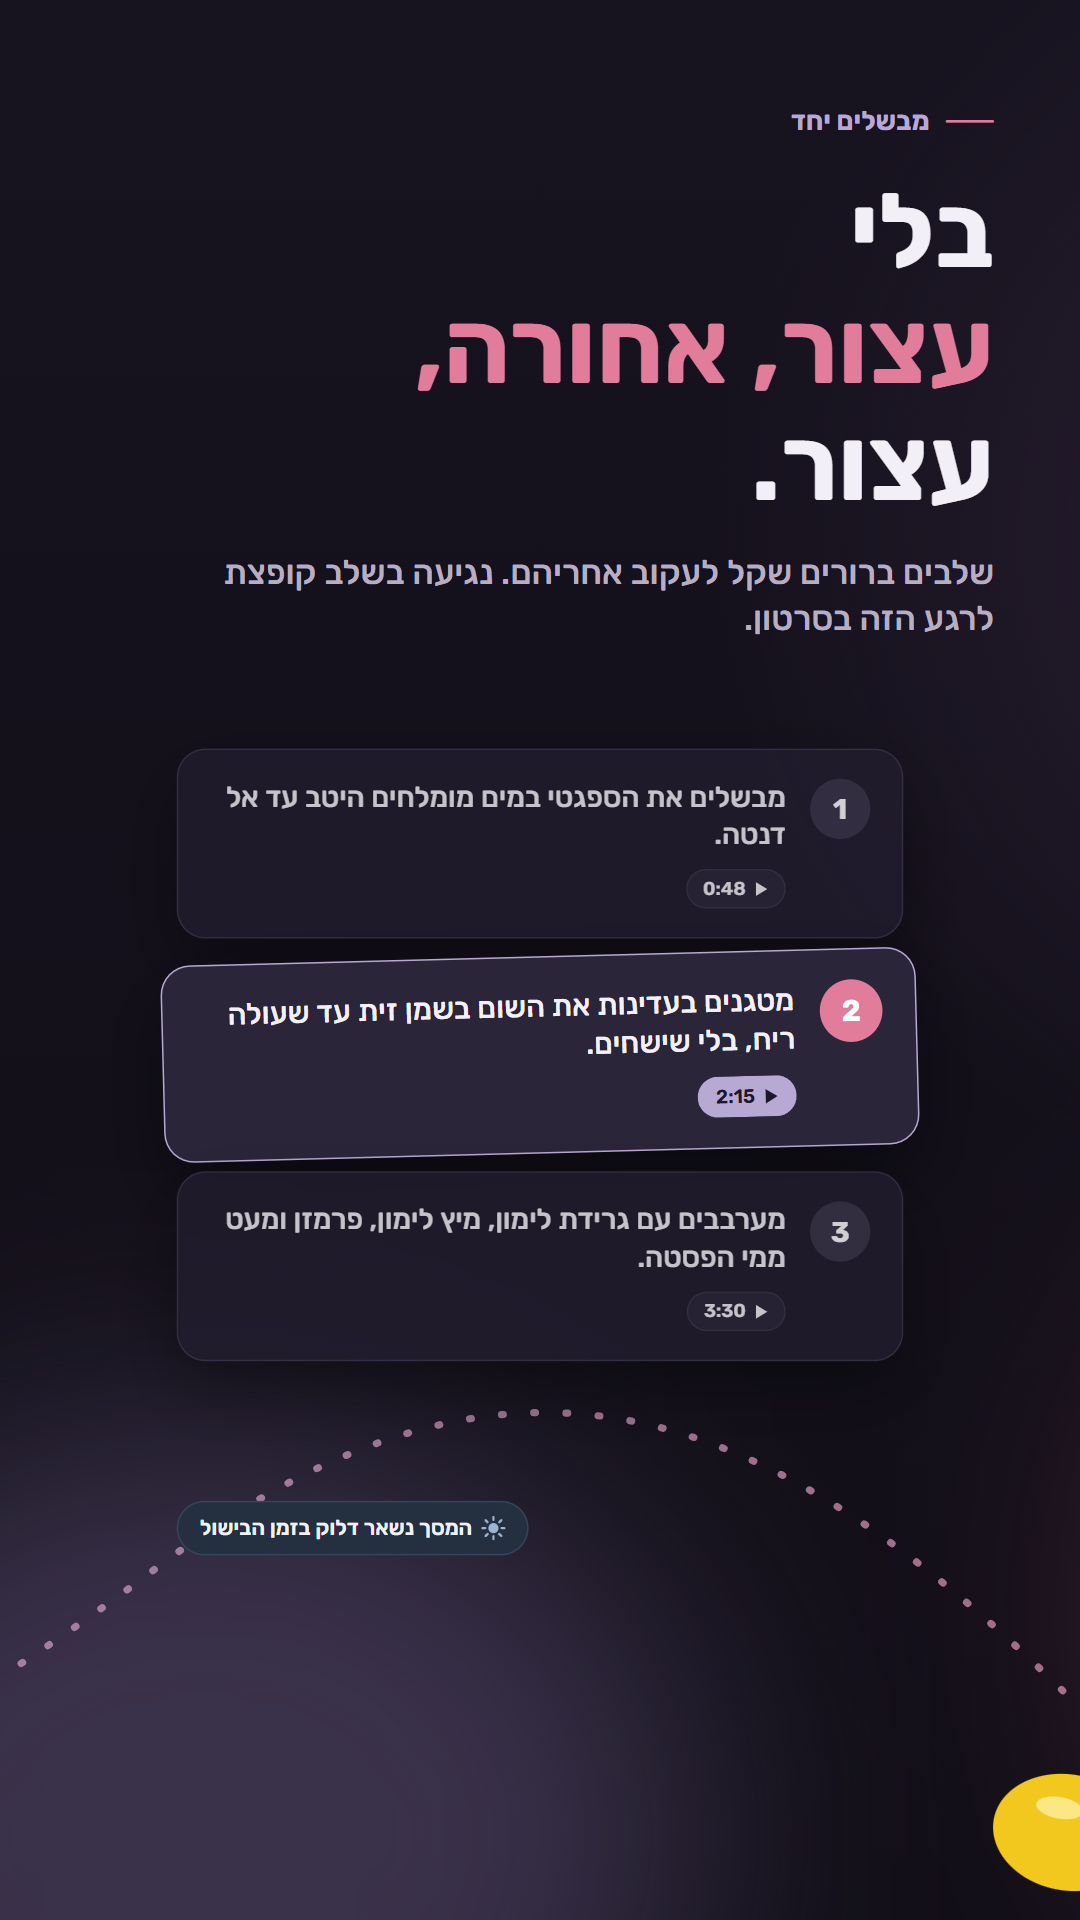 מבשלים יחד
בלי
עצור, אחורה,
עצור.
שלבים ברורים שקל לעקוב אחריהם. נגיעה בשלב קופצת
לרגע הזה בסרטון.
1
מבשלים את הספגטי במים מומלחים היטב עד אל
דנטה.
0:48
2
מטגנים בעדינות את השום בשמן זית עד שעולה
ריח, בלי שישחים.
2:15
3
מערבבים עם גרידת לימון, מיץ לימון, פרמזן ומעט
ממי הפסטה.
3:30
המסך נשאר דלוק בזמן הבישול